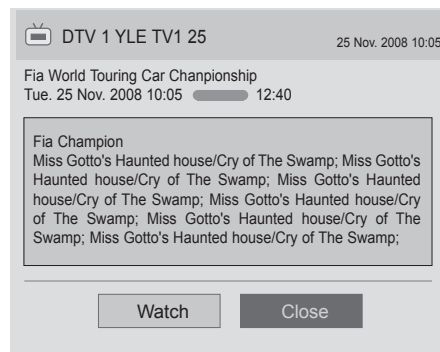 DTV 1 YLE TV1 25
25 Nov. 2008 10:05
Fia World Touring Car Chanpionship
Tue. 25 Nov. 2008 10:05 12:40
Fia Champion
Miss Gotto's Haunted house/Cry of The Swamp; Miss Gotto's
Haunted house/Cry of The Swamp; Miss Gotto's Haunted
house/Cry of The Swamp; Miss Gotto's Haunted house/Cry
of The Swamp; Miss Gotto's Haunted house/Cry of The
Swamp; Miss Gotto's Haunted house/Cry of The Swamp;
Watch
Close